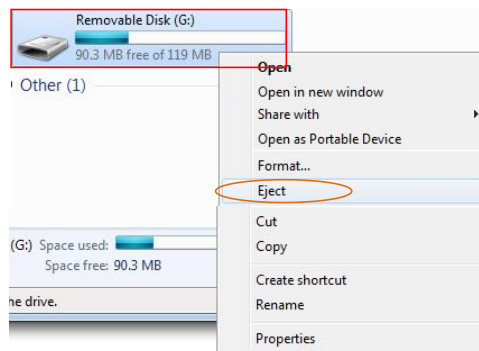 Removable Disk (G:)
90.3 MB free of 119 MB
Other (1)
Open
Open in new window
Share with
Open as Portable Device
Format...
Eject
Cut
Copy
Create shortcut
Rename
Properties
(G:) Space used:
Space free: 90.3 MB
he drive.